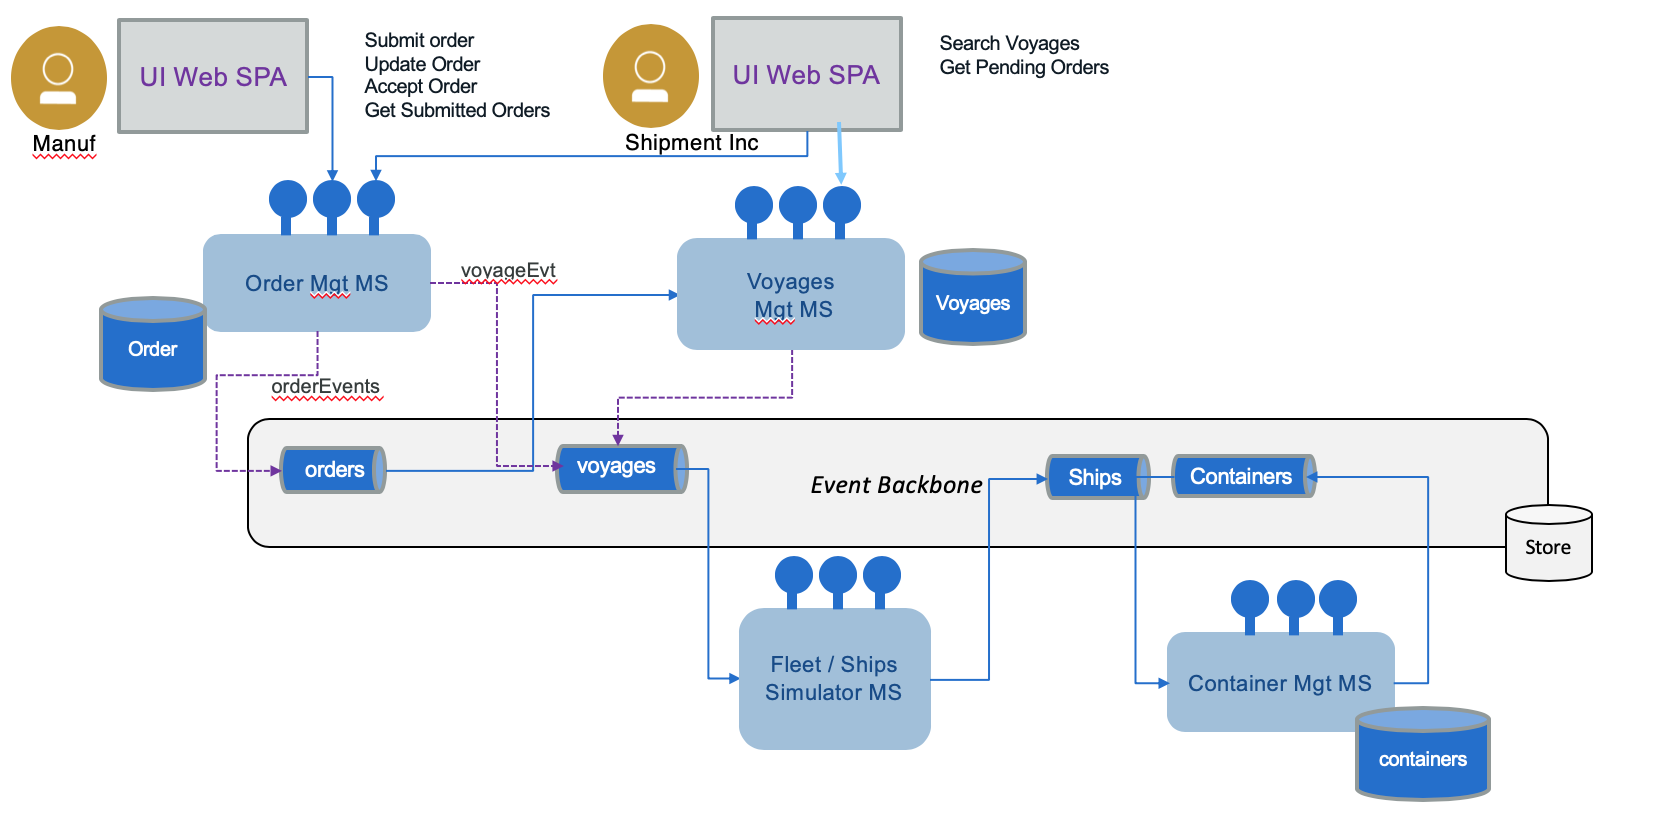 UI Web SPA
Manuf
Submit order
Update Order
Accept Order
Get Submitted Orders
UI Web SPA
Shipment Inc
Search Voyages
Get Pending Orders
Order Mgt MS
Order
voyageEvt
orderEvents
Voyages
Mgt MS
Voyages
orders
voyages
Event Backbone
Ships
Containers
Store
Fleet / Ships
Simulator MS
Container Mgt MS
containers